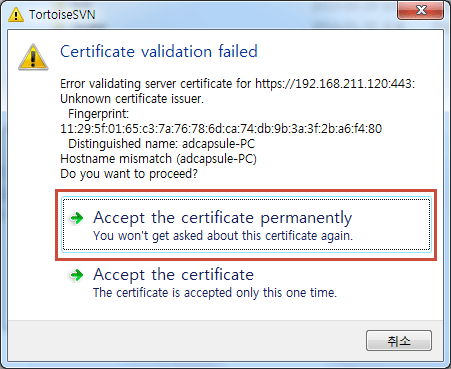 TortoiseSVN
Certificate validation failed
Error validating server certificate for https://192.168.211.120:443:
Unknown certificate issuer.
Fingerprint:
11:29:5f:01:65:c3:7a:76:78:6d:ca:74:db:9b:3a:3f:2b:a6:f4:80
Distinguished name: adcapsule-PC
Hostname mismatch (adcapsule-PC)
Do you want to proceed?
Accept the certificate permanently
You won't get asked about this certificate again.
Accept the certificate
The certificate is accepted only this one time.
취소